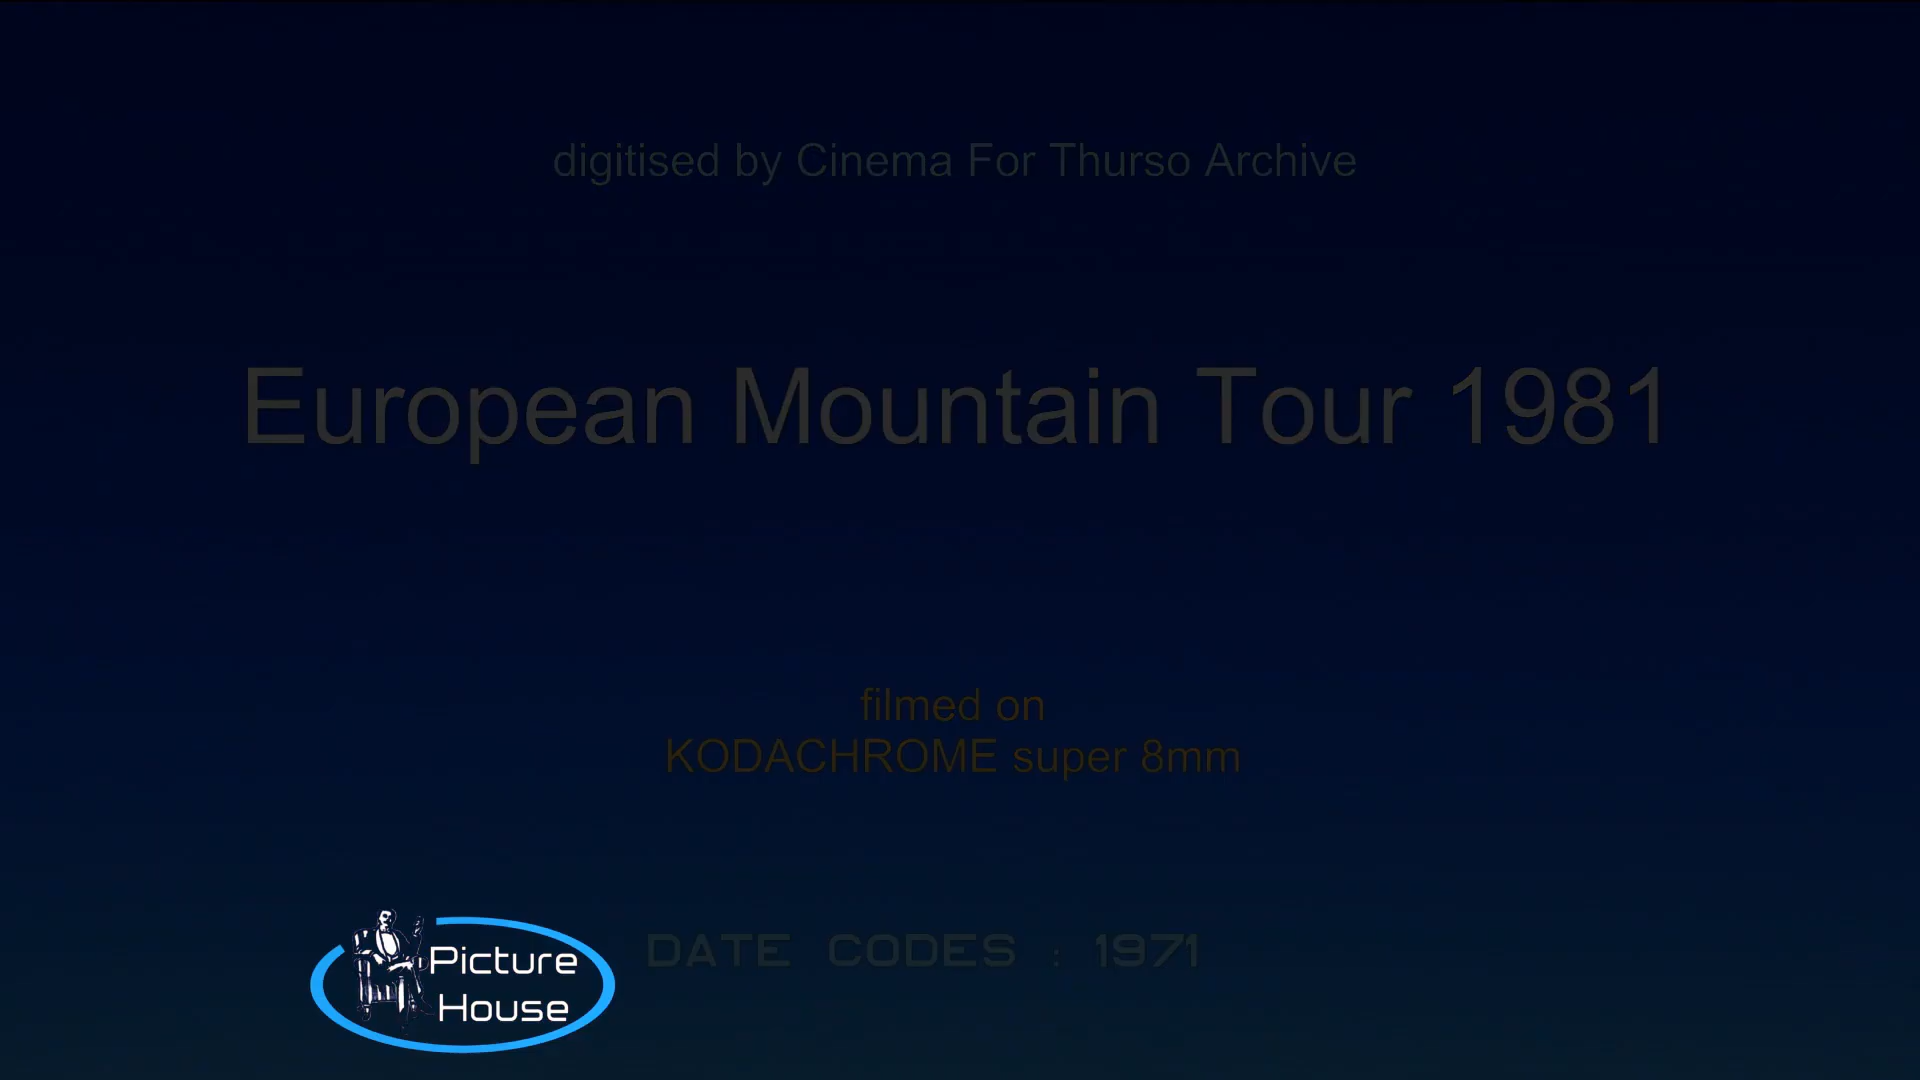 digitised by Cinema For Thurso Archive
European Mountain Tour 1981
filmed on
KODACHROME super 8mm
DATE CODES : 1971
Picture
House